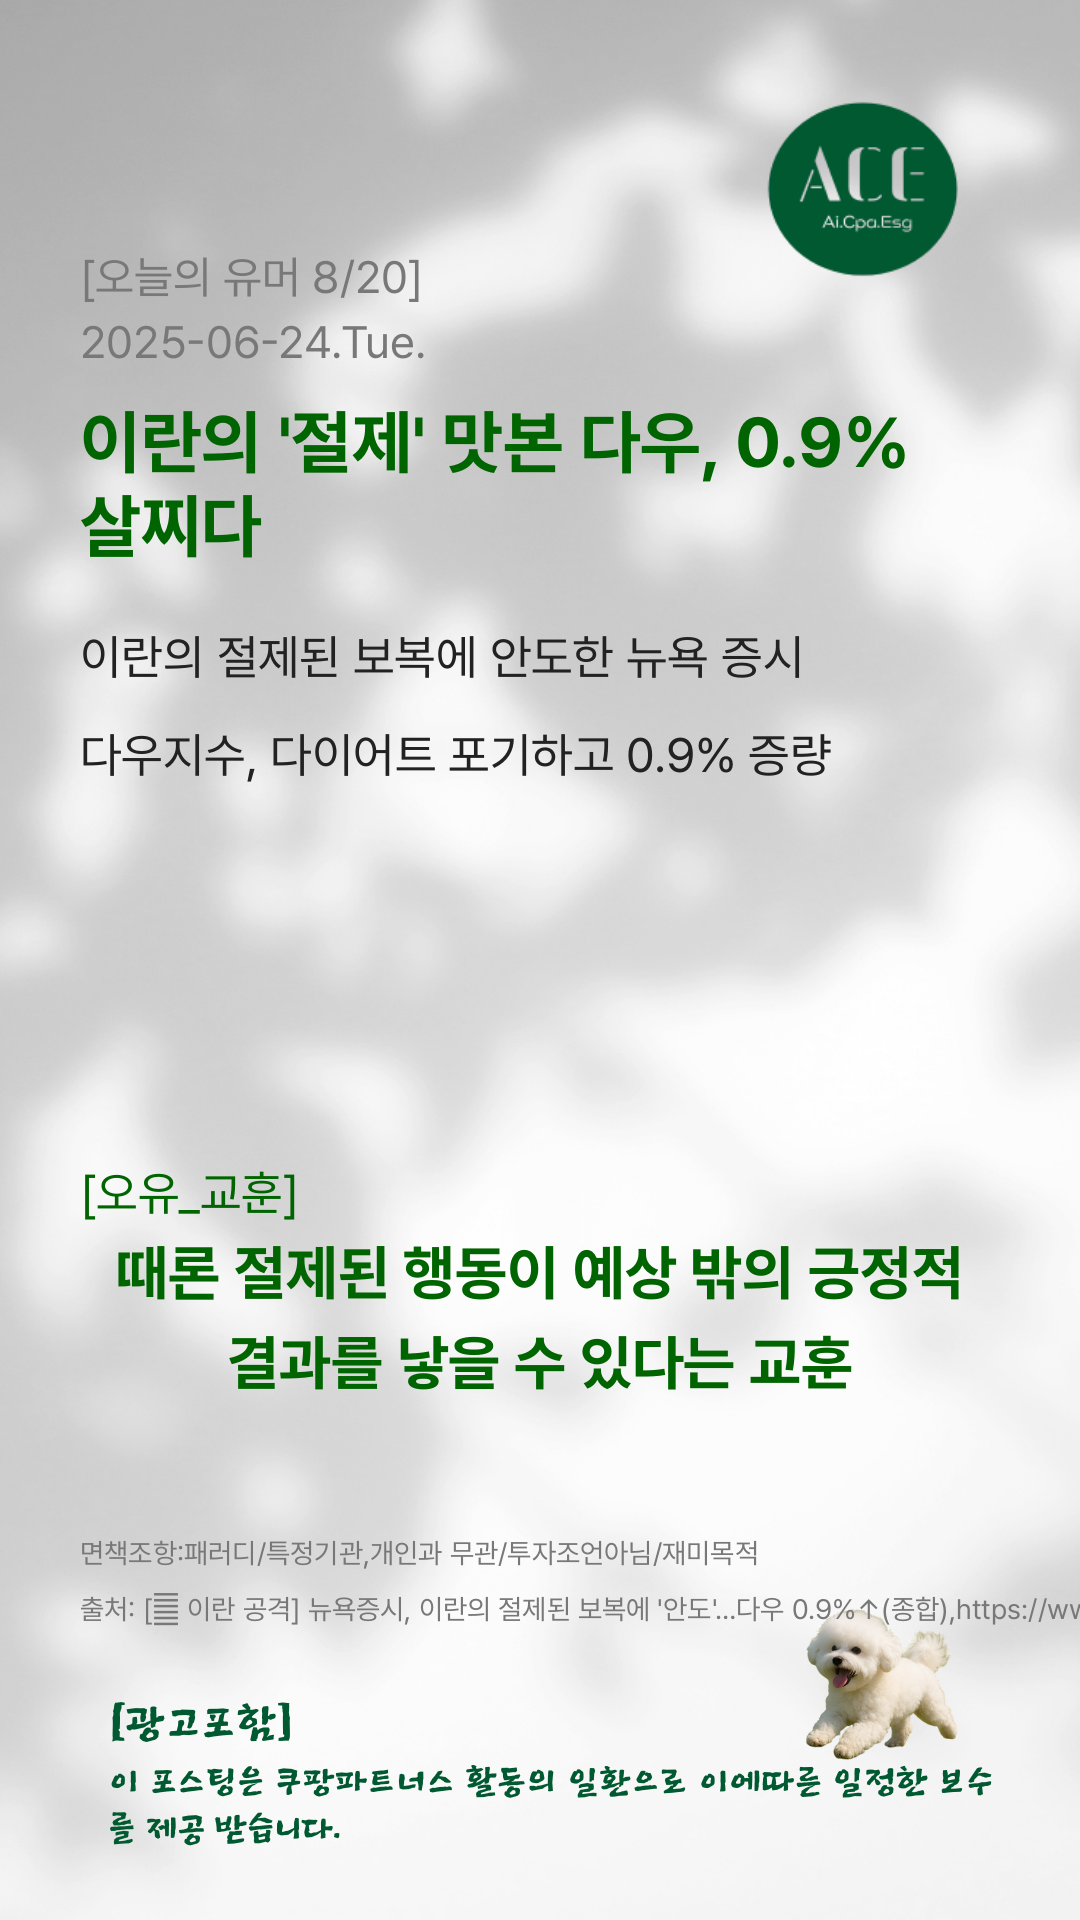 ACE
Ai.Cpa.Esg
[오늘의 유머 8/20]
2025-06-24.Tue.
이란의 '절제' 맛본 다우, 0.9%
살찌다
이란의 절제된 보복에 안도한 뉴욕 증시
다우지수, 다이어트 포기하고 0.9% 증량
[오유_교훈]
때론 절제된 행동이 예상 밖의 긍정적
결과를 낳을 수 있다는 교훈
면책조항:패러디/특정기관,개인과 무관/투자조언아님/재미목적
출처: [ 이란 공격] 뉴욕증시, 이란의 절제된 보복에 '안도'...다우 0.9%↑(종합),https://
[광고포함]
이 포스팅은 쿠팡파트너스 활동의 일환으로 이에따른 일정한 보수
를 제공 받습니다.